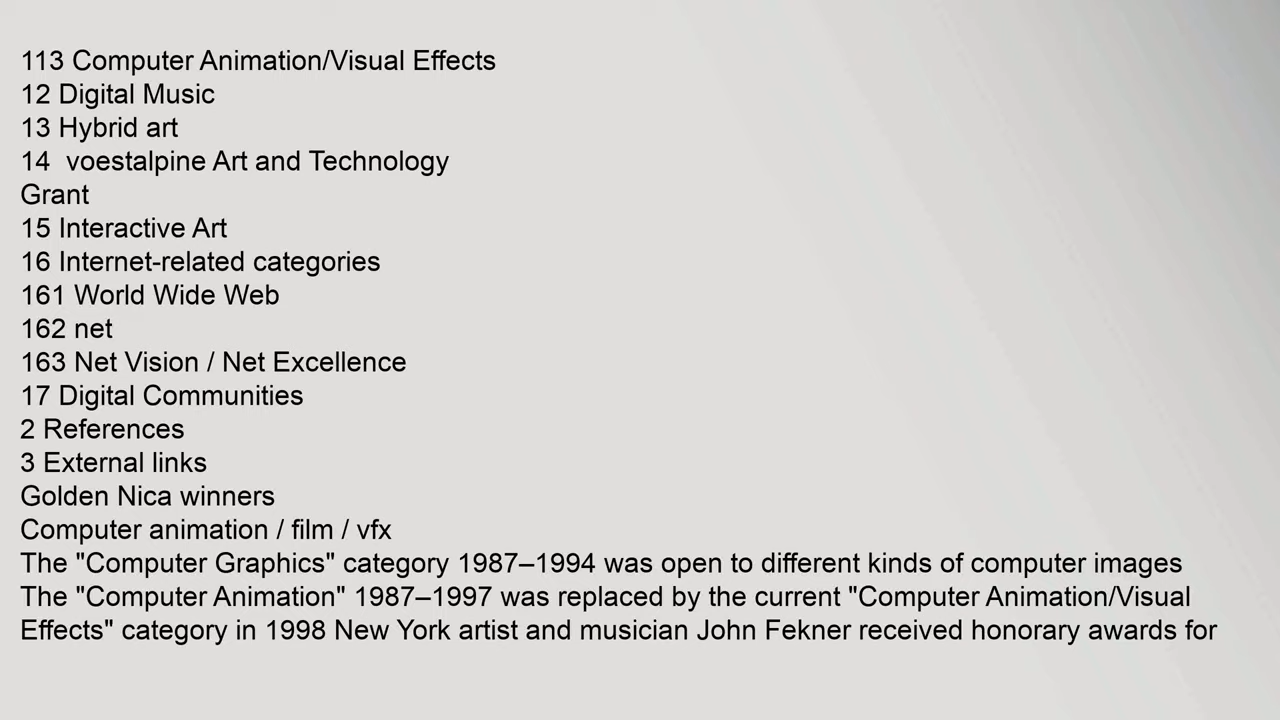 113 Computer Animation/Visual Effects
12 Digital Music
13 Hybrid art
14  voestalpine Art and Technology
Grant
15 Interactive Art
16 Internet-related categories
161 World Wide Web
162 net
163 Net Vision / Net Excellence
17 Digital Communities
2 References
3 External links
Golden Nica winners
Computer animation / film / vfx
The "Computer Graphics" category 1987–1994 was open to different kinds of computer images
The "Computer Animation" 1987–1997 was replaced by the current "Computer Animation/Visual
Effects" category in 1998 New York artist and musician John Fekner received honorary awards for